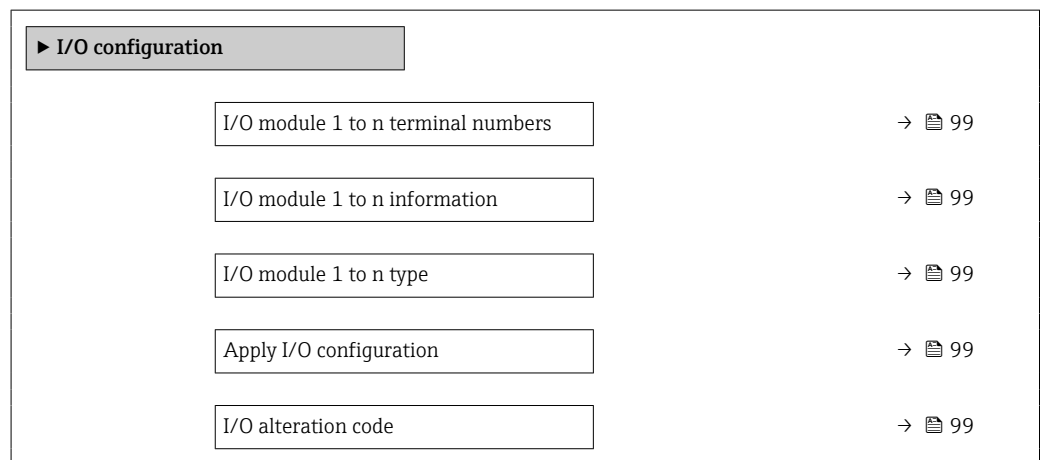 ▶ I/O configuration
I/O module 1 to n terminal numbers → 99
I/O module 1 to n information → 99
I/O module 1 to n type → 99
Apply I/O configuration → 99
I/O alteration code → 99